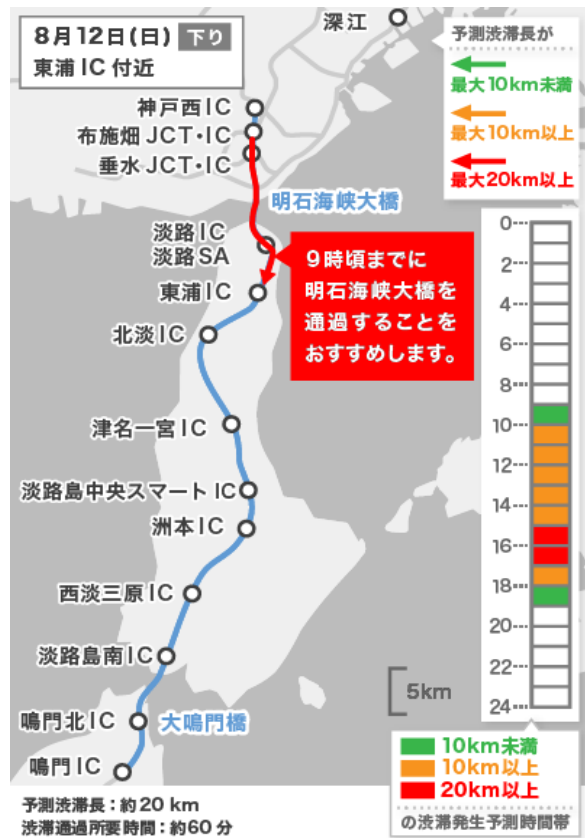 8月12日(日) 下り
東浦IC付近
深江
予測渋滞長が
最大10km未満
最大10km以上
最大20km以上
神戸西IC
布施畑JCT・IC
垂水JCT・IC
明石海峡大橋
淡路IC
淡路SA
9時頃までに
明石海峡大橋を
通過することを
おすすめします。
東浦IC
北淡IC
津名一宮IC
淡路島中央スマートIC
洲本IC
西淡三原IC
淡路島南IC
鳴門北IC
大鳴門橋
鳴門IC
5km
0
2
4
6
8
10
12
14
16
18
20
22
24
10km未満
10km以上
20km以上
の渋滞発生予測時間帯
予測渋滞長：約20 km
渋滞通過所要時間：約60分